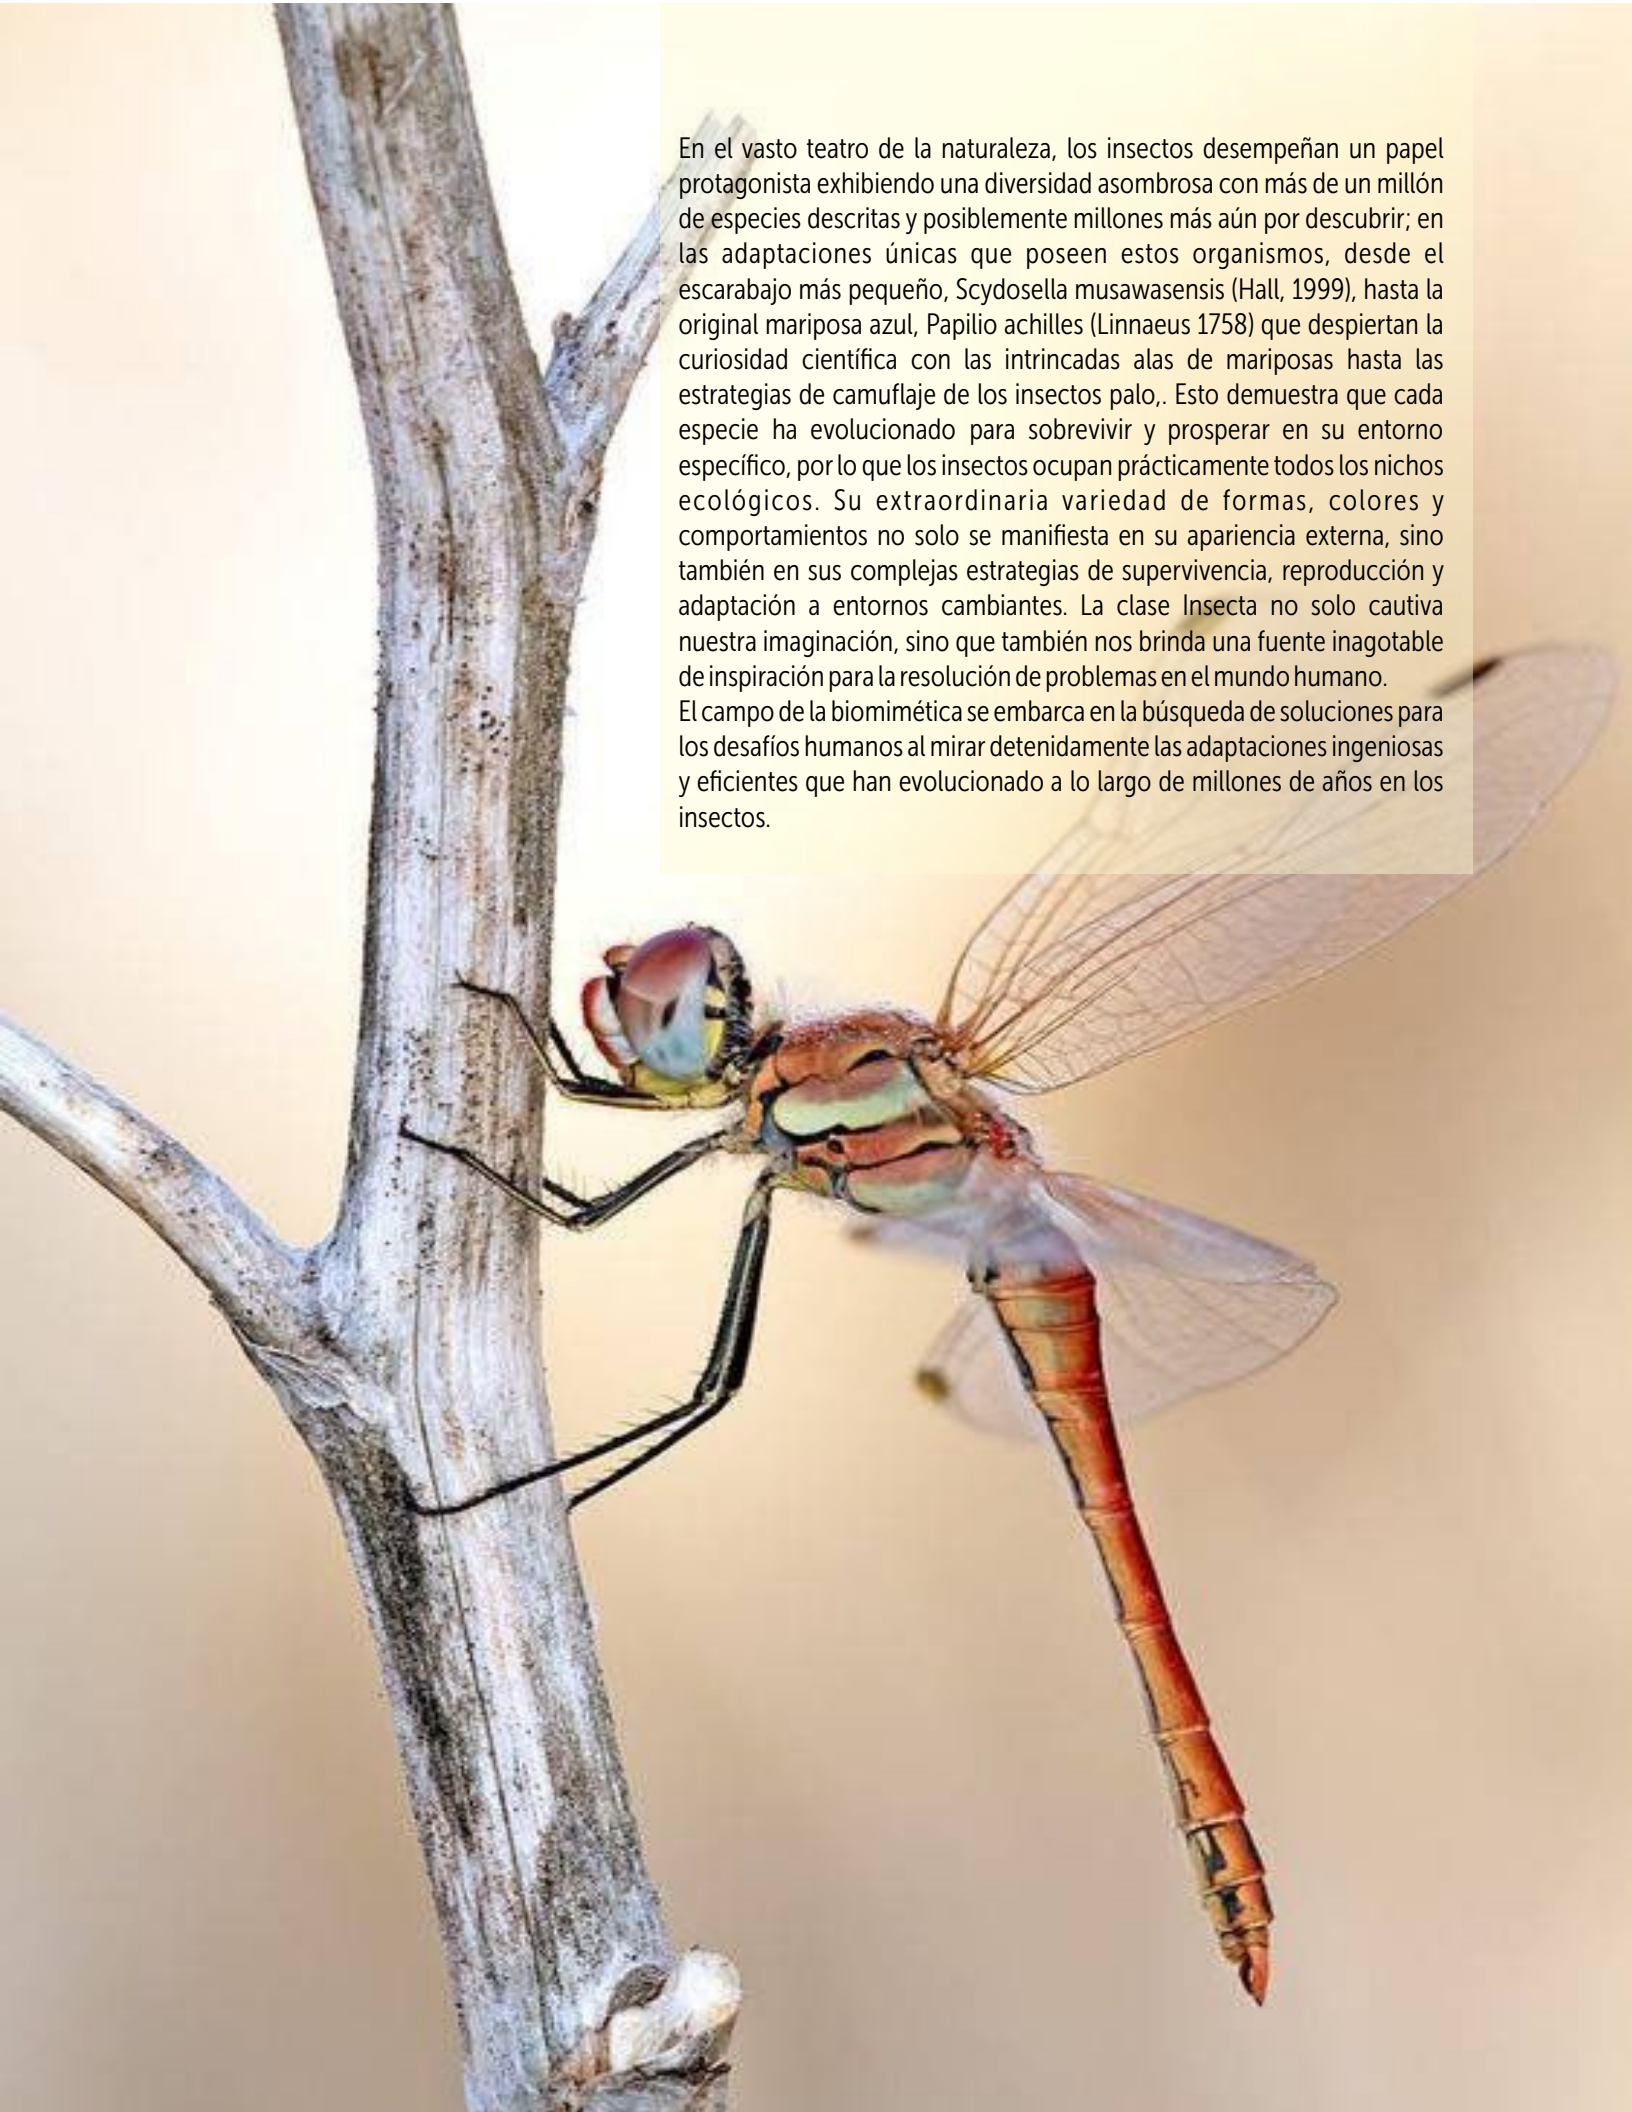 En el vasto teatro de la naturaleza, los insectos desempeñan un papel
protagonista exhibiendo una diversidad asombrosa con más de un millón
de especies descritas y posiblemente millones más aún por descubrir; en
las adaptaciones únicas que poseen estos organismos, desde el
escarabajo más pequeño, Scydosella musawasensis (Hall, 1999), hasta la
original mariposa azul, Papilio achilles (Linnaeus 1758) que despiertan la
curiosidad científica con las intrincadas alas de mariposas hasta las
estrategias de camuflaje de los insectos palo,. Esto demuestra que cada
especie ha evolucionado para sobrevivir y prosperar en su entorno
específico, por lo que los insectos ocupan prácticamente todos los nichos
ecológicos. Su extraordinaria variedad de formas, colores y
comportamientos no solo se manifiesta en su apariencia externa, sino
también en sus complejas estrategias de supervivencia, reproducción y
adaptación a entornos cambiantes. La clase Insecta no solo cautiva
nuestra imaginación, sino que también nos brinda una fuente inagotable
de inspiración para la resolución de problemas en el mundo humano.
El campo de la biomimética se embarca en la búsqueda de soluciones para
los desafíos humanos al mirar detenidamente las adaptaciones ingeniosas
y eficientes que han evolucionado a lo largo de millones de años en los
insectos.